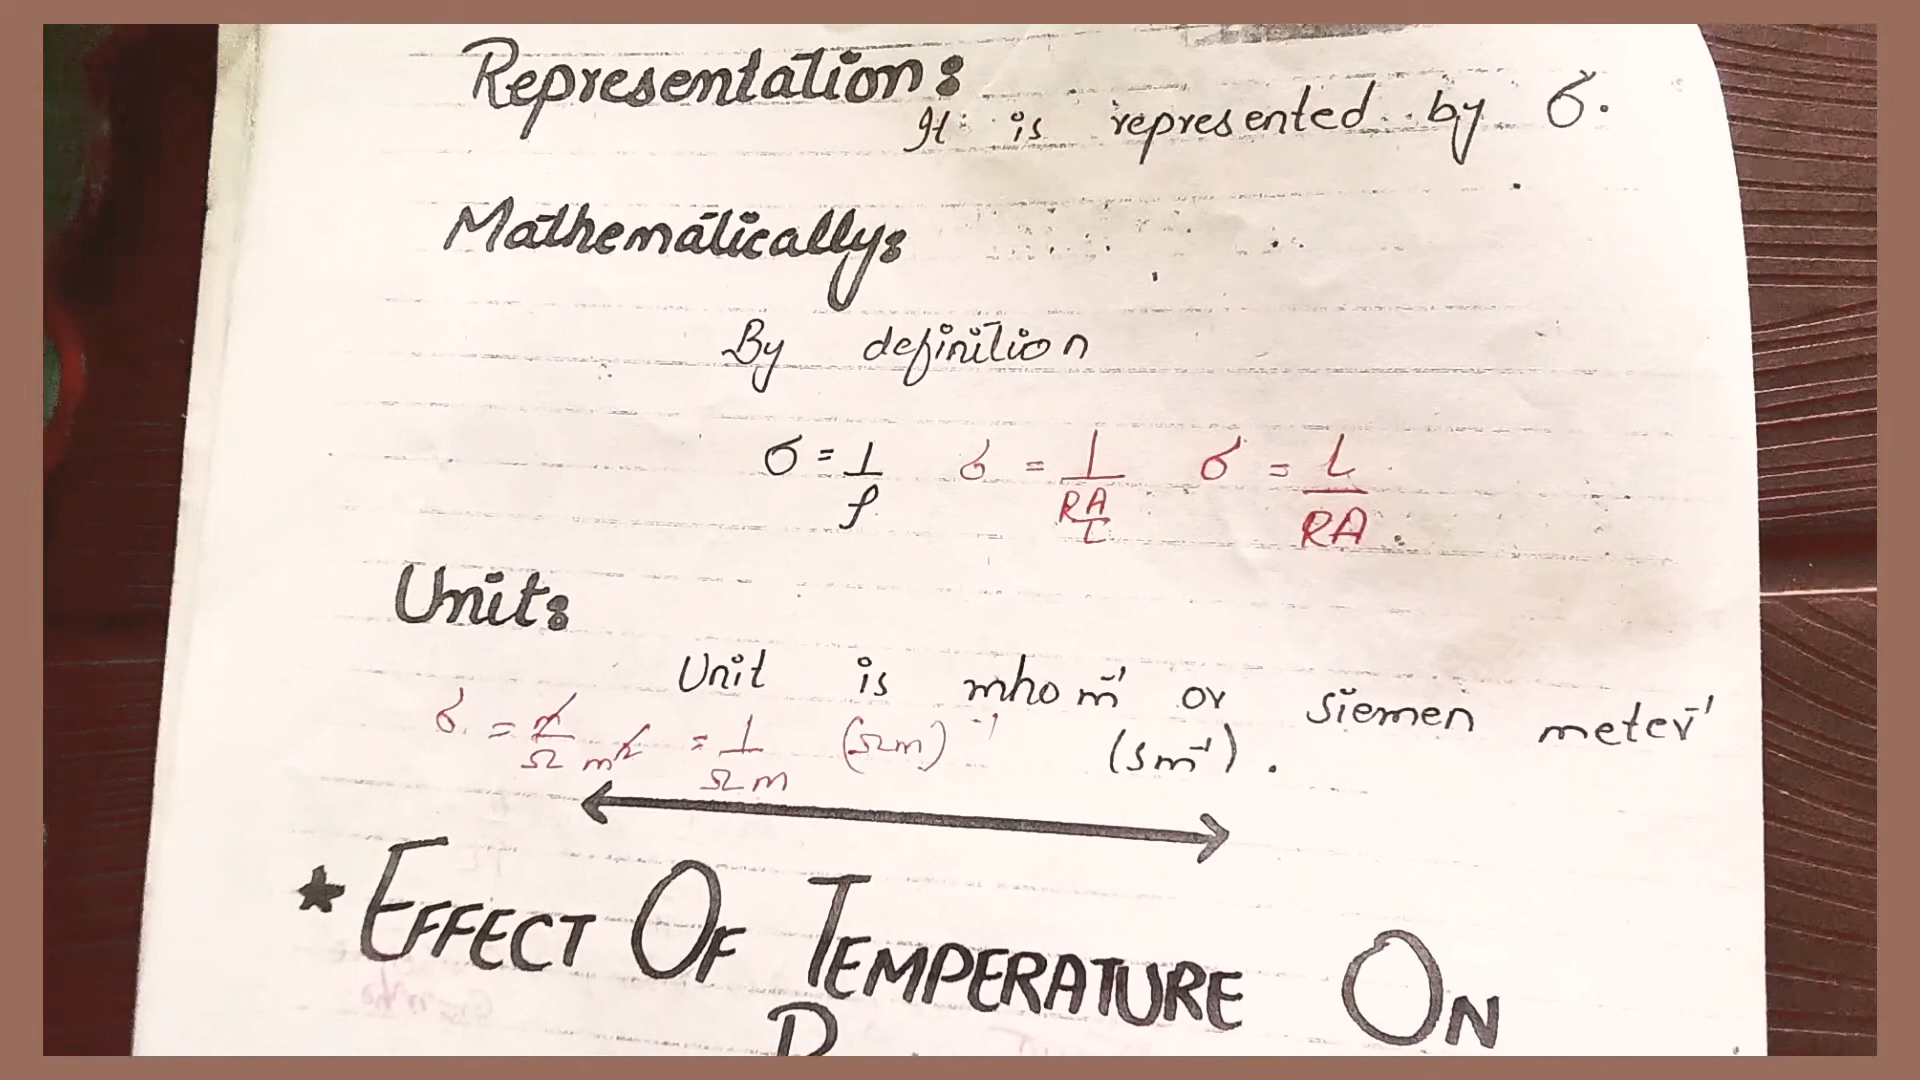 Representation:
It is represented by σ.
Mathematically:
By definition
σ = 1/ρ σ = 1/(RA/L) σ = L/RA.
Unit:
Unit is mho m⁻¹ or siemen meter⁻¹
σ = m/Ωm² = 1/Ωm (Ωm)⁻¹ (Sm⁻¹).
* EFFECT OF TEMPERATURE ON